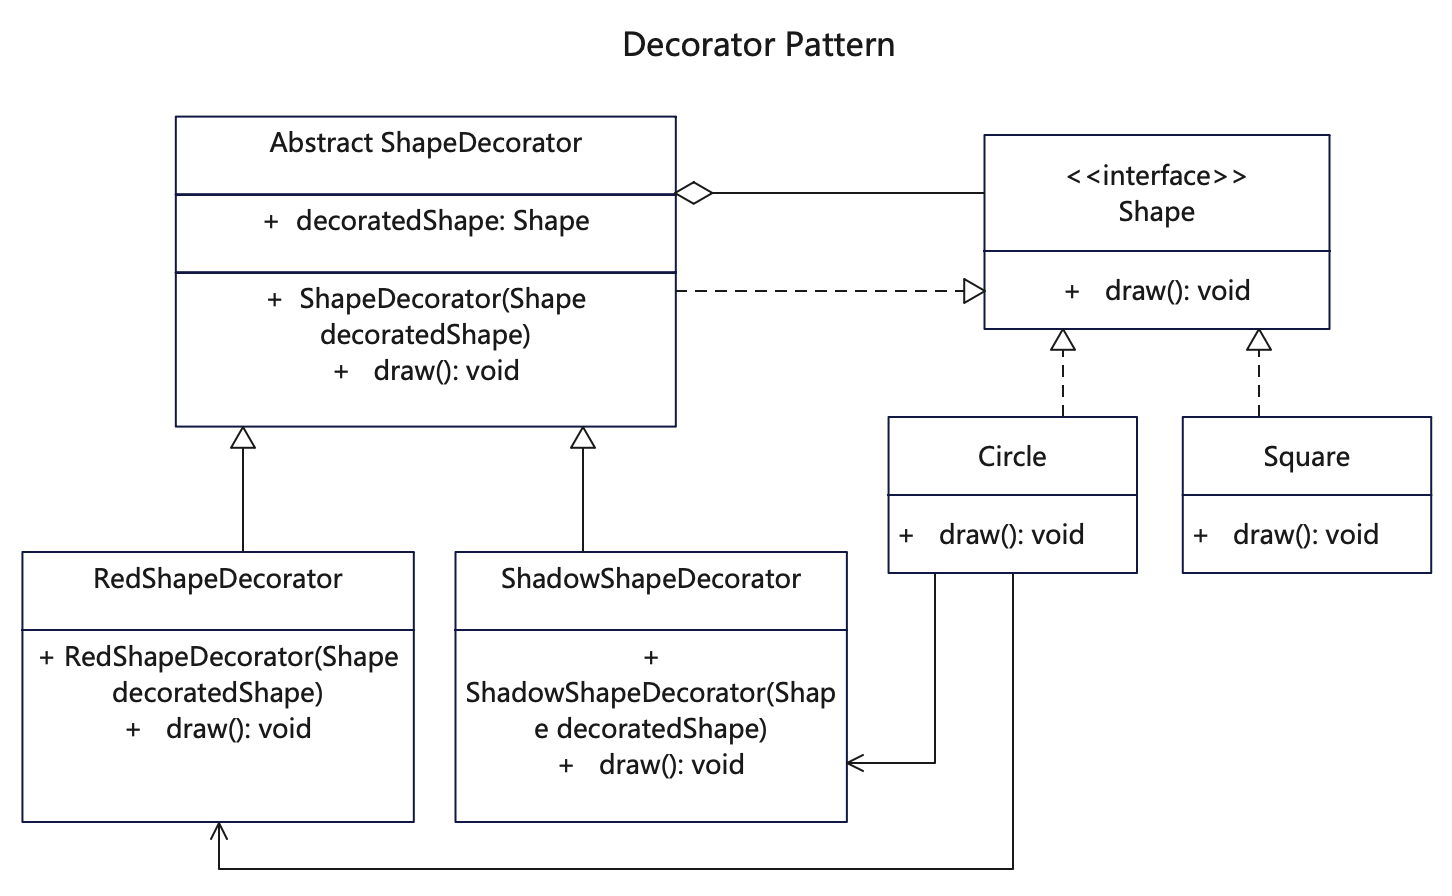 Decorator Pattern
Abstract ShapeDecorator
+ decoratedShape: Shape
+ ShapeDecorator(Shape
decoratedShape)
+ draw(): void
<<interface>>
Shape
+ draw(): void
Circle
+ draw(): void
Square
+ draw(): void
RedShapeDecorator
+ RedShapeDecorator(Shape
decoratedShape)
+ draw(): void
ShadowShapeDecorator
+
ShadowShapeDecorator(Shap
e decoratedShape)
+ draw(): void